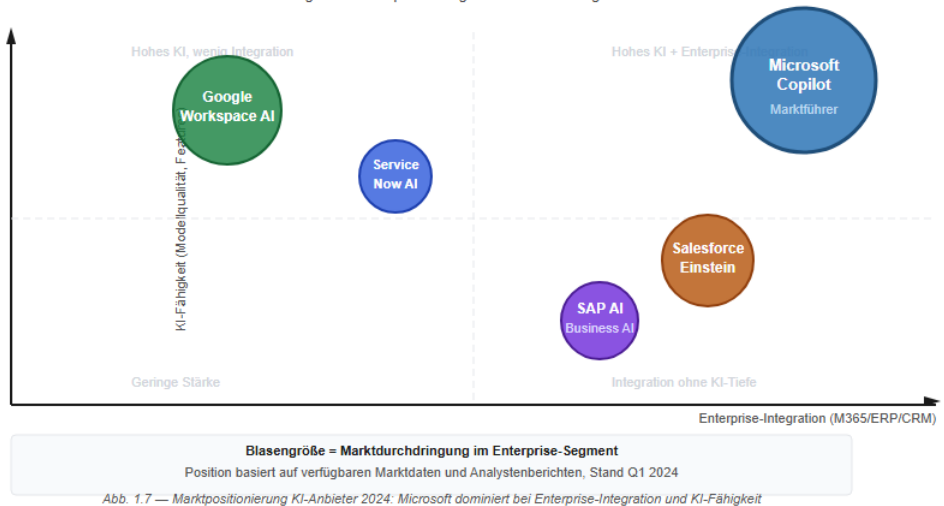 Hohes KI, wenig Integration
Hohes KI + Enterprise
Microsoft
Copilot
Marktführer
Google
Workspace AI
Service
Now AI
KI-Fähigkeit (Modellqualität,
Salesforce
Einstein
SAP AI
Business AI
Geringe Stärke
Integration ohne KI-Tiefe
Enterprise-Integration (M365/ERP/CRM)
Blasengröße = Marktdurchdringung im Enterprise-Segment
Position basiert auf verfügbaren Marktdaten und Analystenberichten, Stand Q1 2024
Abb. 1.7 — Marktpositionierung KI-Anbieter 2024: Microsoft dominiert bei Enterprise-Integration und KI-Fähigkeit